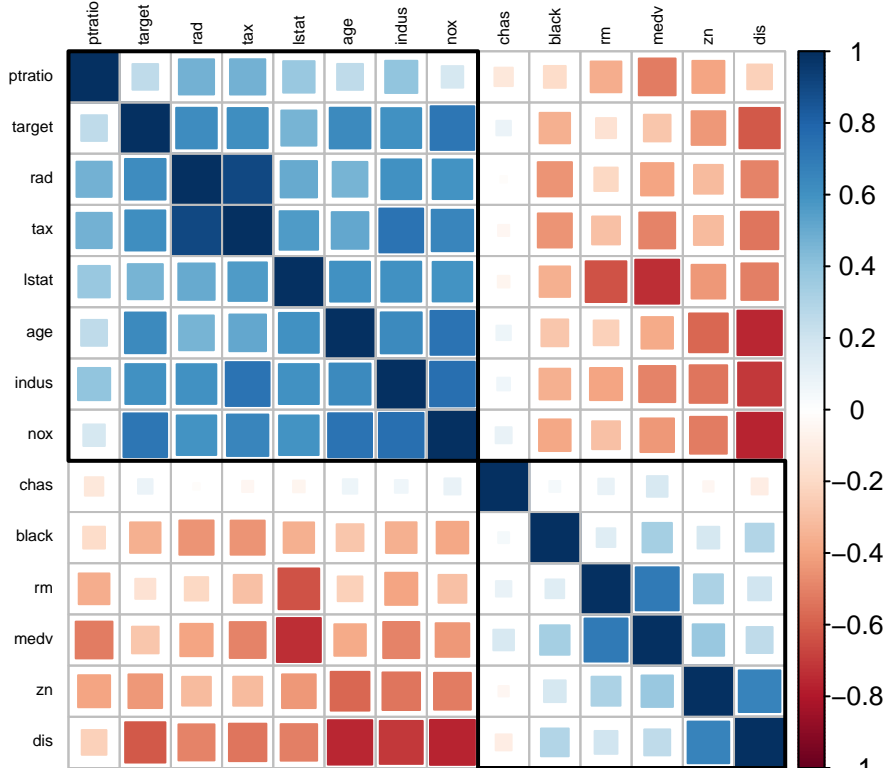 ptratio target rad tax lstat age indus nox chas black rm medv zn dis
ptratio
target
rad
tax
lstat
age
indus
nox
chas
black
rm
medv
zn
dis
1
0.8
0.6
0.4
0.2
0
−0.2
−0.4
−0.6
−0.8
−1